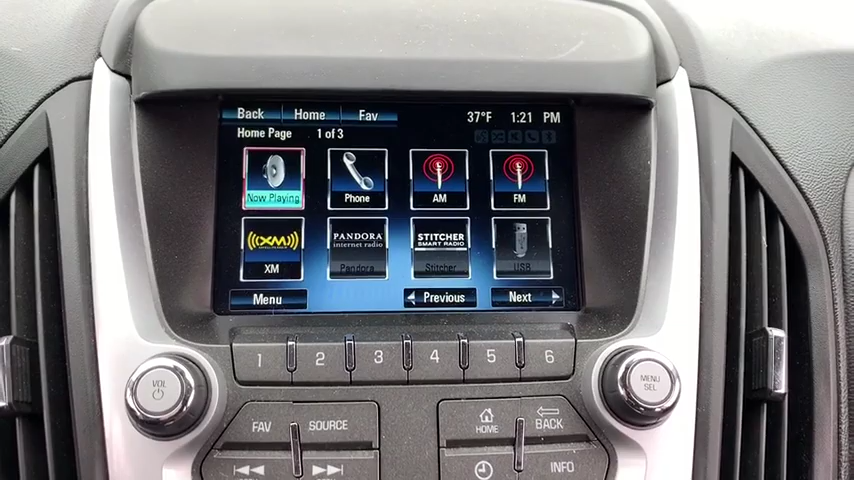 Back Home Fav 37°F 1:21 PM
Home Page 1 of 3
Now Playing Phone AM FM
XM PANDORA internet radio STITCHER SMART RADIO
XM Pandora Stitcher USB
Menu Previous Next
1 2 3 4 5 6
VOL
MENU SEL
FAV SOURCE HOME BACK
INFO